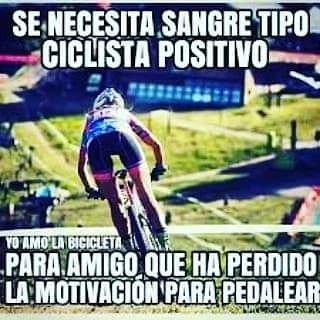 SE NECESITA SANGRE TIPO
CICLISTA POSITIVO
YO AMO LA BICICLETA
PARA AMIGO QUE HA PERDIDO
LA MOTIVACIÓN PARA PEDALEAR